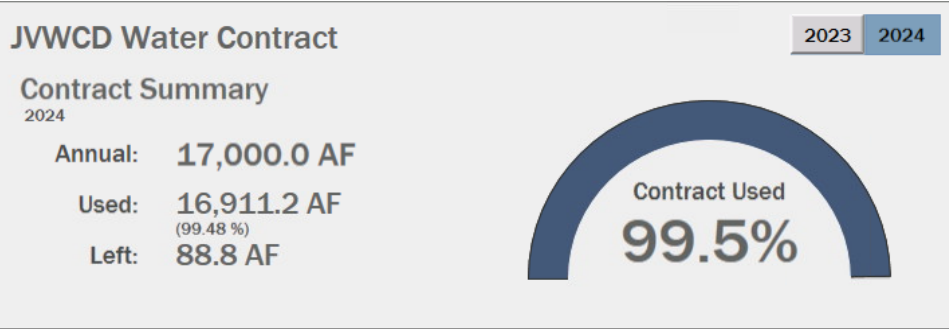 JVWCD Water Contract
2023 2024
Contract Summary
2024
Annual: 17,000.0 AF
Used: 16,911.2 AF
(99.48 %)
Left: 88.8 AF
Contract Used
99.5%